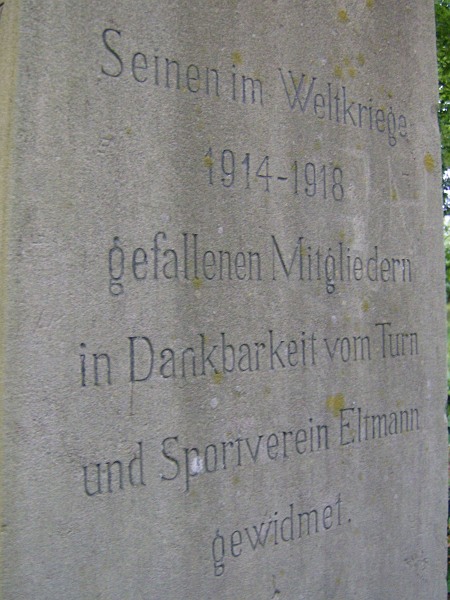 Seinen im Weltkriege
1914-1918
gefallenen Mitgliedern
in Dankbarkeit vom Turn
und Sportverein Eltmann
gewidmet.